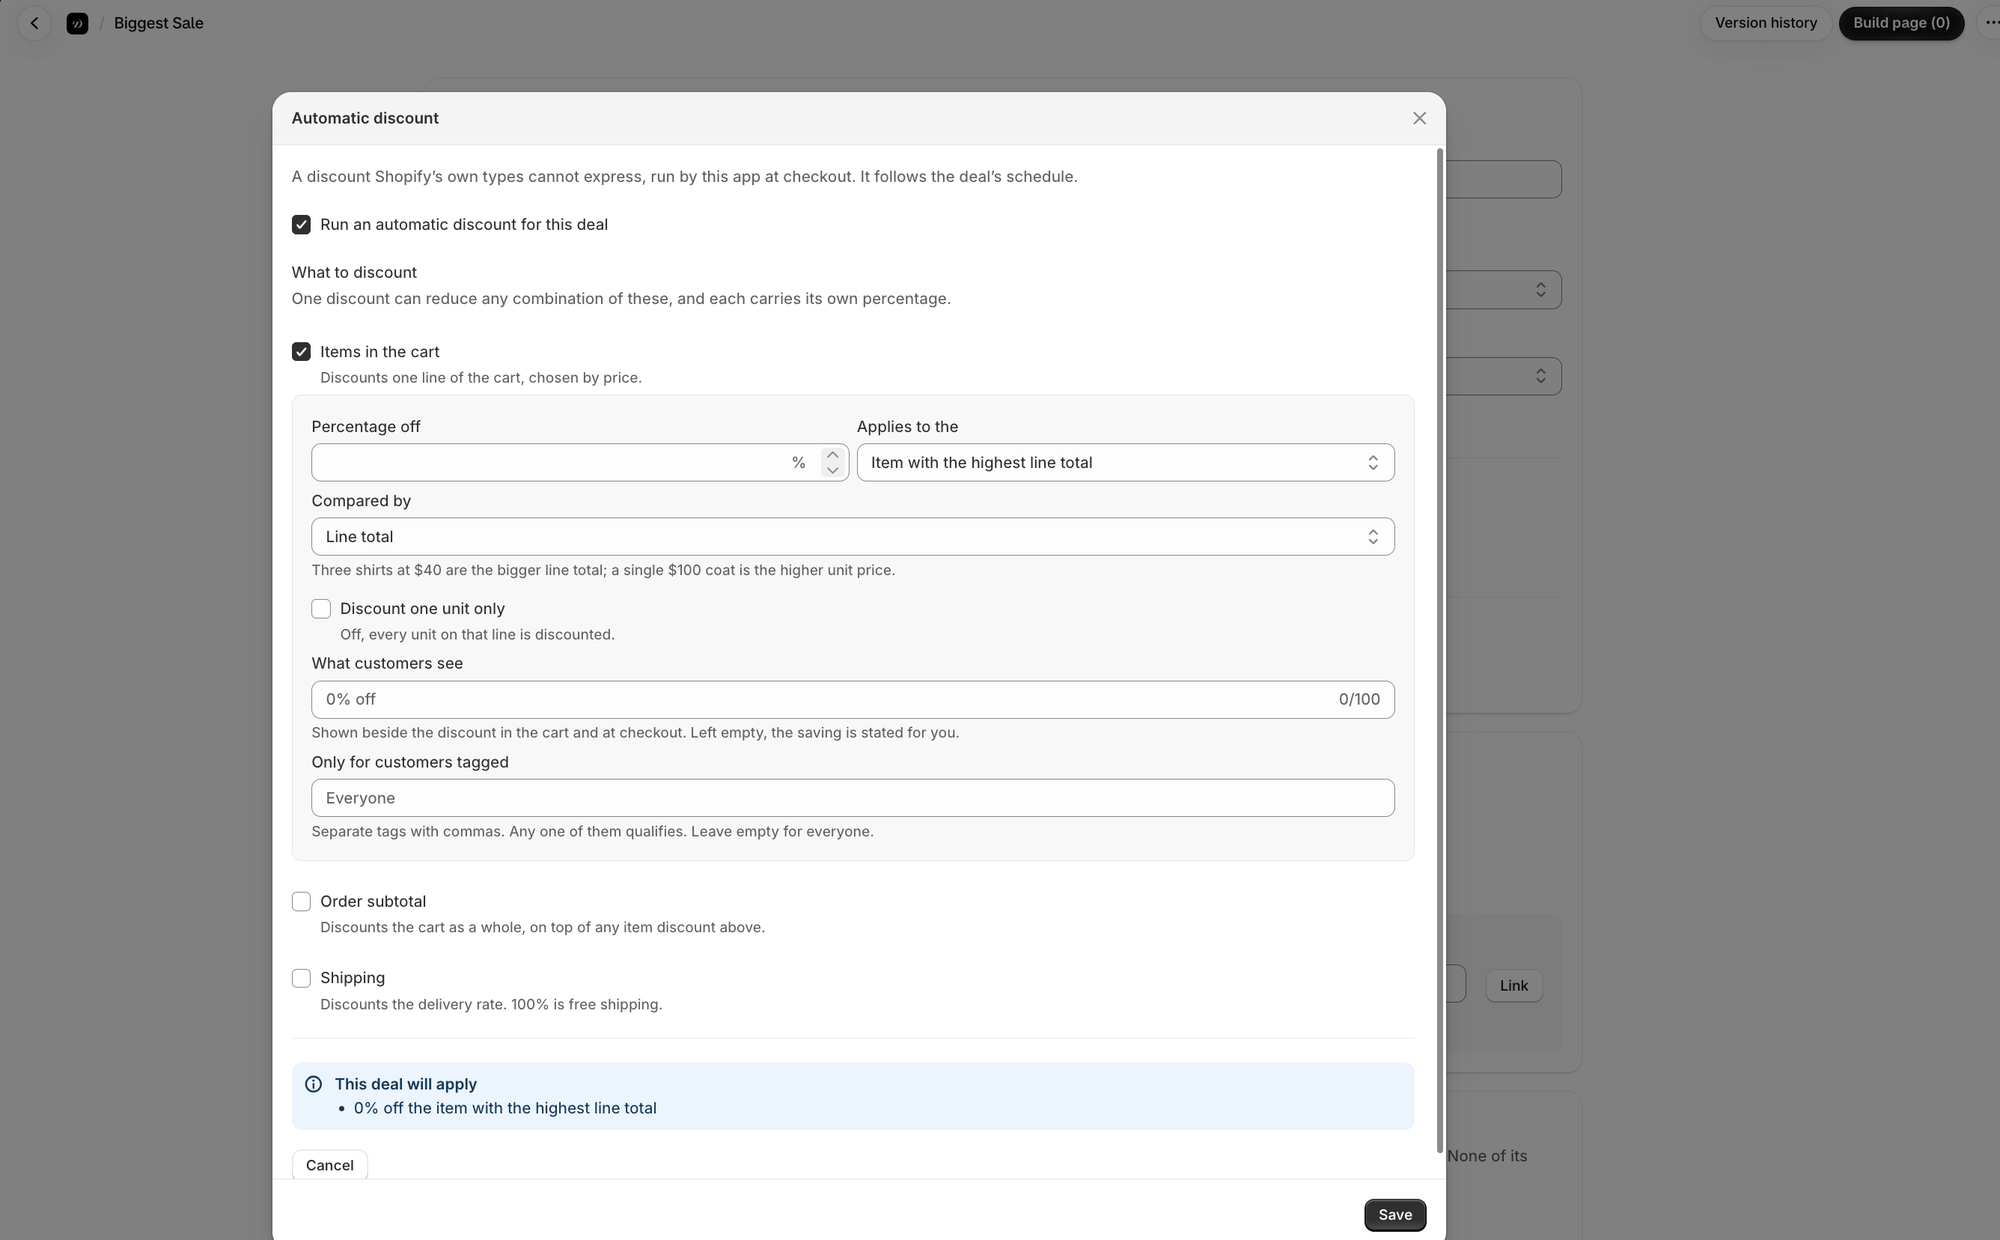 / Biggest Sale
Version history
Build page (0)
Automatic discount
A discount Shopify’s own types cannot express, run by this app at checkout. It follows the deal’s schedule.
Run an automatic discount for this deal
What to discount
One discount can reduce any combination of these, and each carries its own percentage.
Items in the cart
Discounts one line of the cart, chosen by price.
Percentage off
Applies to the
%
Item with the highest line total
Compared by
Line total
Three shirts at $40 are the bigger line total; a single $100 coat is the higher unit price.
Discount one unit only
Off, every unit on that line is discounted.
What customers see
0% off
0/100
Shown beside the discount in the cart and at checkout. Left empty, the saving is stated for you.
Only for customers tagged
Everyone
Separate tags with commas. Any one of them qualifies. Leave empty for everyone.
Order subtotal
Discounts the cart as a whole, on top of any item discount above.
Shipping
Discounts the delivery rate. 100% is free shipping.
Link
This deal will apply
• 0% off the item with the highest line total
None of its
Cancel
Save